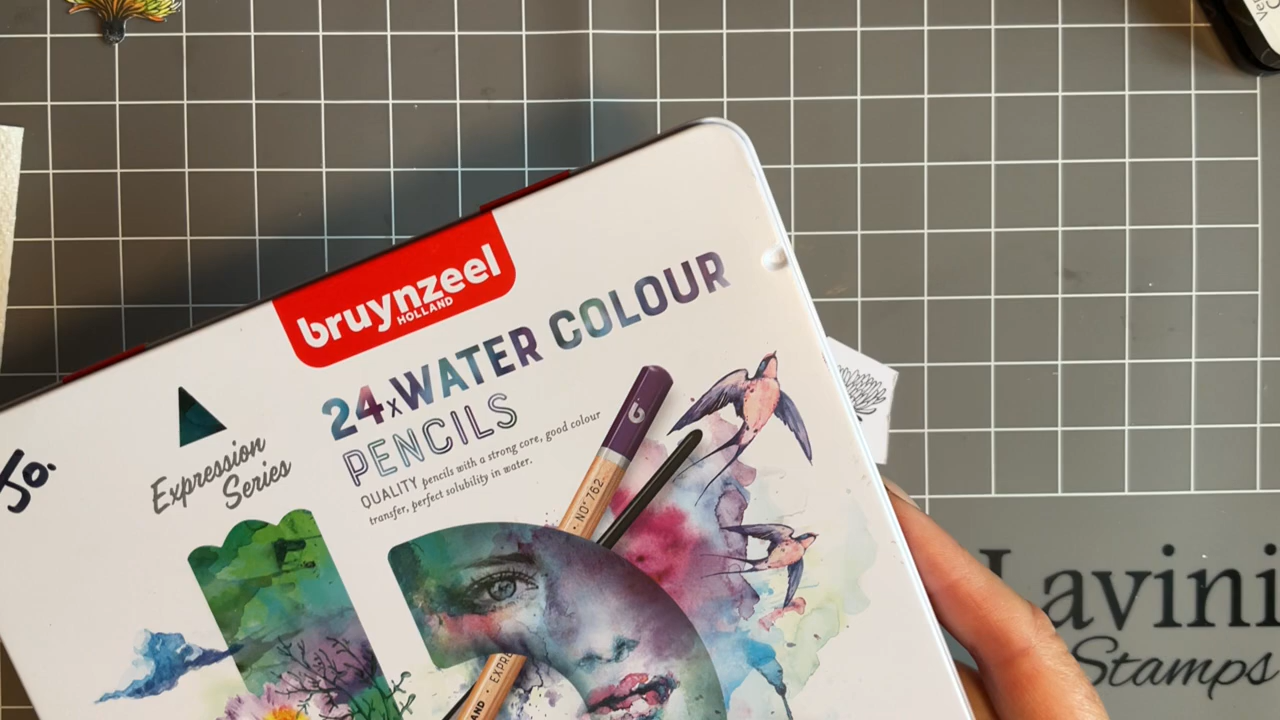 bruynzeel
HOLLAND
24x WATER COLOUR
PENCILS
QUALITY pencils with a strong core, good colour
transfer, perfect solubility in water.
Expression
Series
Jo.
NO° 762.
Lavini
Stamps